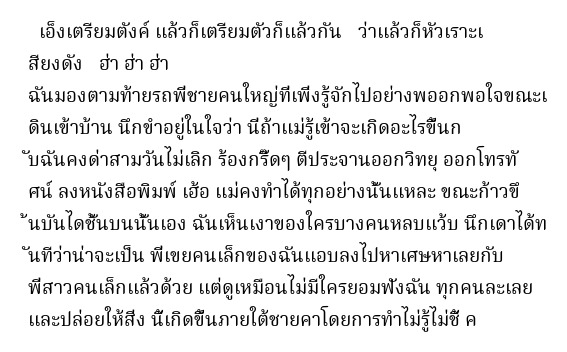 เอ็งเตรียมตังค์ แล้วก็เตรียมตัวก็แล้วกัน   ว่าแล้วก็หัวเราะเ
สียงดัง   ฮ่า ฮ่า ฮ่า
ฉันมองตามท้ายรถพี่ชายคนใหญ่ที่เพิ่งรู้จักไปอย่างพออกพอใจขณะเ
ดินเข้าบ้าน นึกขำอยู่ในใจว่า นี่ถ้าแม่รู้เข้าจะเกิดอะไรขึ้นก
ับฉันคงด่าสามวันไม่เลิก ร้องกรี๊ดๆ ตีประจานออกวิทยุ ออกโทรทั
ศน์ ลงหนังสือพิมพ์ เฮ้อ แม่คงทำได้ทุกอย่างนั้นแหละ ขณะก้าวขึ
้นบันไดชั้นบนนั้นเอง ฉันเห็นเงาของใครบางคนหลบแว้บ นึกเดาได้ท
ันทีว่าน่าจะเป็น พี่เขยคนเล็กของฉันแอบลงไปหาเศษหาเลยกับ
พี่สาวคนเล็กแล้วด้วย แต่ดูเหมือนไม่มีใครยอมฟังฉัน ทุกคนละเลย
และปล่อยให้สิ่ง นี้เกิดขึ้นภายใต้ชายคาโดยการทำไม่รู้ไม่ชี้ ค